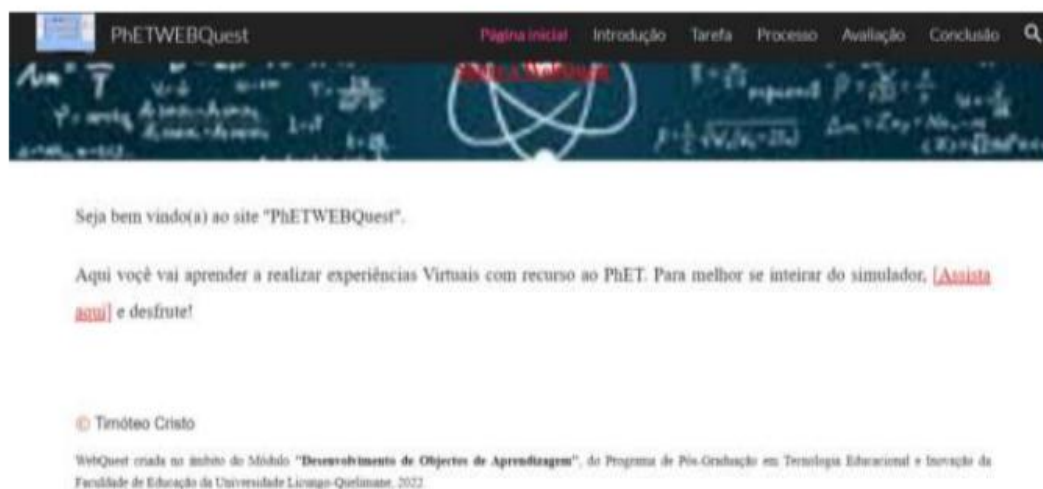 PhETWEBQuest
Página inicial Introdução Tarefa Processo Avaliação Conclusão
Seja bem vindo(a) ao site "PhETWEBQuest".
Aqui voçê vai aprender a realizar experiências Virtuais com recurso ao PhET. Para melhor se inteirar do simulador, [Assista
aqui] e desfrute!
© Timóteo Cristo
WebQuest criada no âmbito do Módulo "Desenvolvimento de Objectos de Aprendizagem", do Programa de Pós-Graduação em Tecnologia Educacional e Inovação da
Faculdade de Educação da Universidade Licungo-Quelimane, 2022